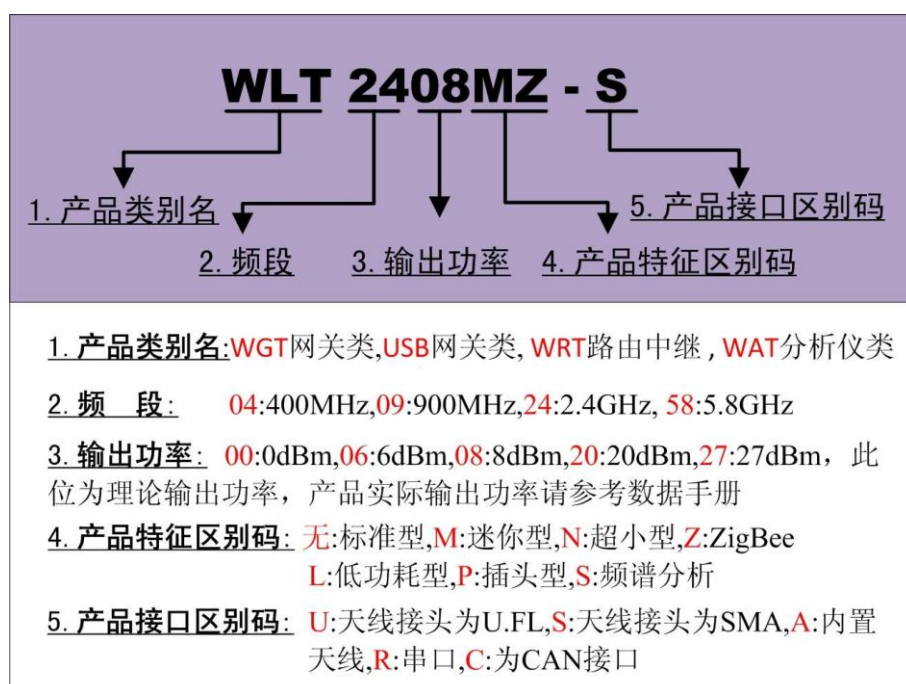 WLT 2408MZ - S
1. 产品类别名
5. 产品接口区别码
2. 频段 3. 输出功率 4. 产品特征区别码
1. 产品类别名:WGT网关类,USB网关类, WRT路由中继 , WAT分析仪类
2. 频 段: 04:400MHz,09:900MHz,24:2.4GHz, 58:5.8GHz
3. 输出功率: 00:0dBm,06:6dBm,08:8dBm,20:20dBm,27:27dBm，此
位为理论输出功率，产品实际输出功率请参考数据手册
4. 产品特征区别码: 无:标准型,M:迷你型,N:超小型,Z:ZigBee
L:低功耗型,P:插头型,S:频谱分析
5. 产品接口区别码: U:天线接头为U.FL,S:天线接头为SMA,A:内置
天线,R:串口,C:为CAN接口